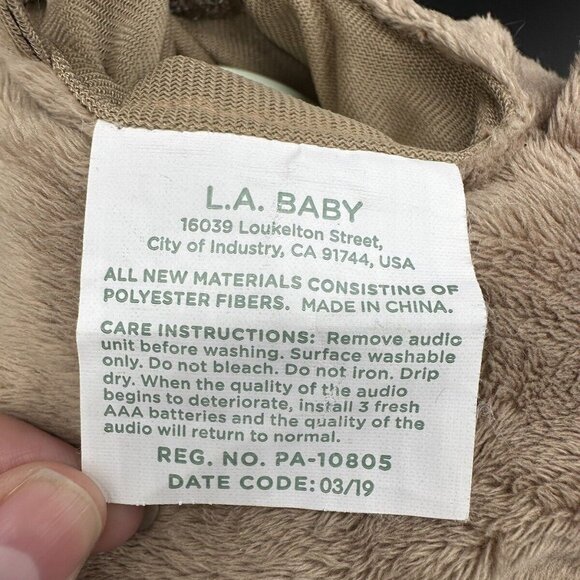 L.A. BABY
16039 Loukelton Street,
City of Industry, CA 91744, USA
ALL NEW MATERIALS CONSISTING OF
POLYESTER FIBERS. MADE IN CHINA.
CARE INSTRUCTIONS: Remove audio
unit before washing. Surface washable
only. Do not bleach. Do not iron. Drip
dry. When the quality of the audio
begins to deteriorate, install 3 fresh
AAA batteries and the quality of the
audio will return to normal.
REG. NO. PA-10805
DATE CODE: 03/19